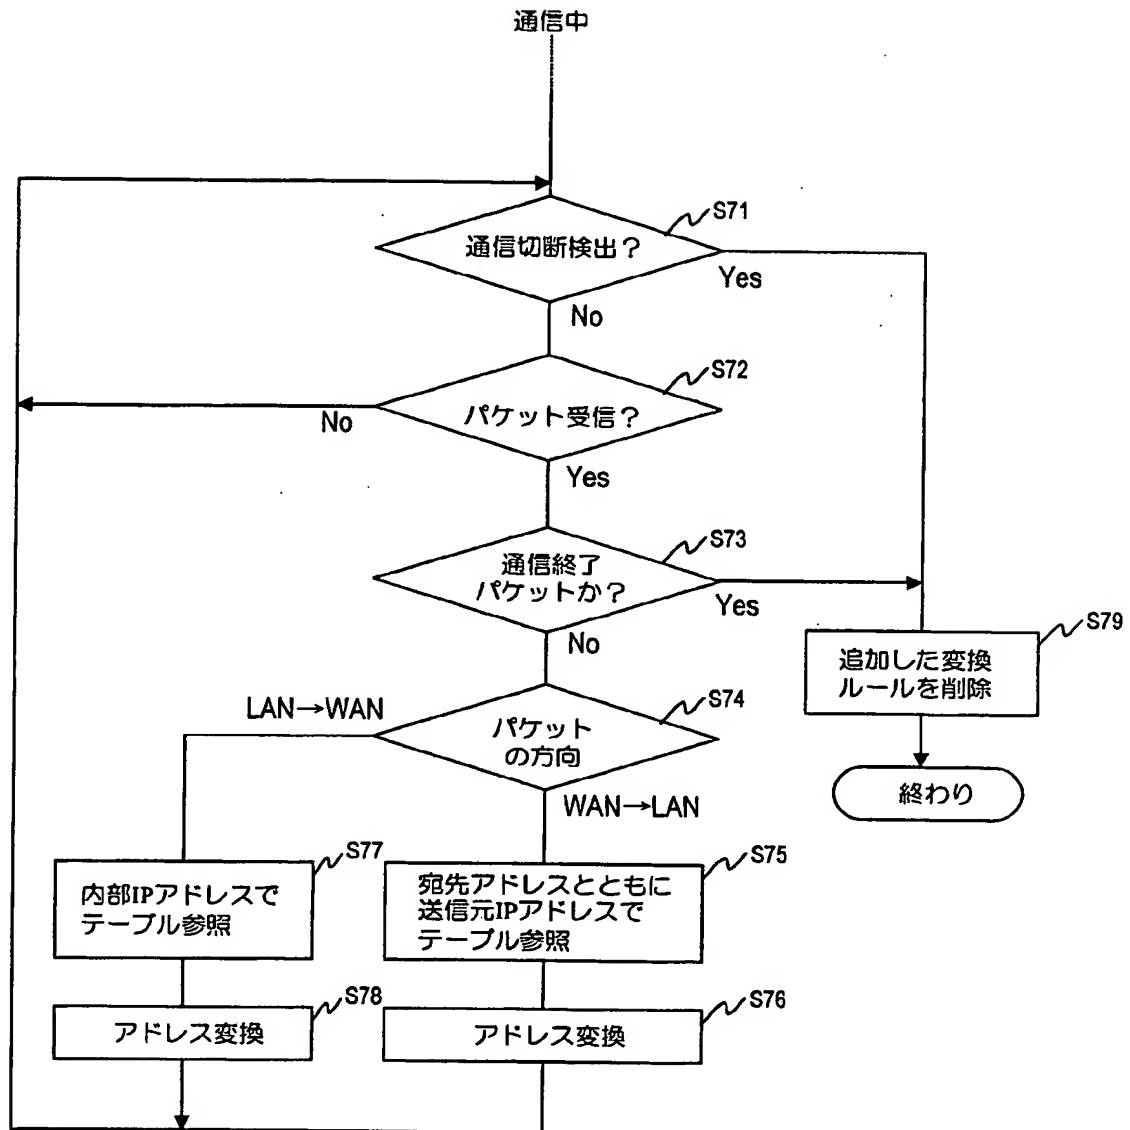 通信中
S71
通信切断検出?
Yes
No
S72
パケット受信?
No
Yes
S73
通信終了
パケットか?
Yes
No
S79
追加した変換
ルールを削除
終わり
S74
パケット
の方向
LAN→WAN
WAN→LAN
S77
内部IPアドレスで
テーブル参照
S75
宛先アドレスとともに
送信元IPアドレスで
テーブル参照
S78
アドレス変換
S76
アドレス変換